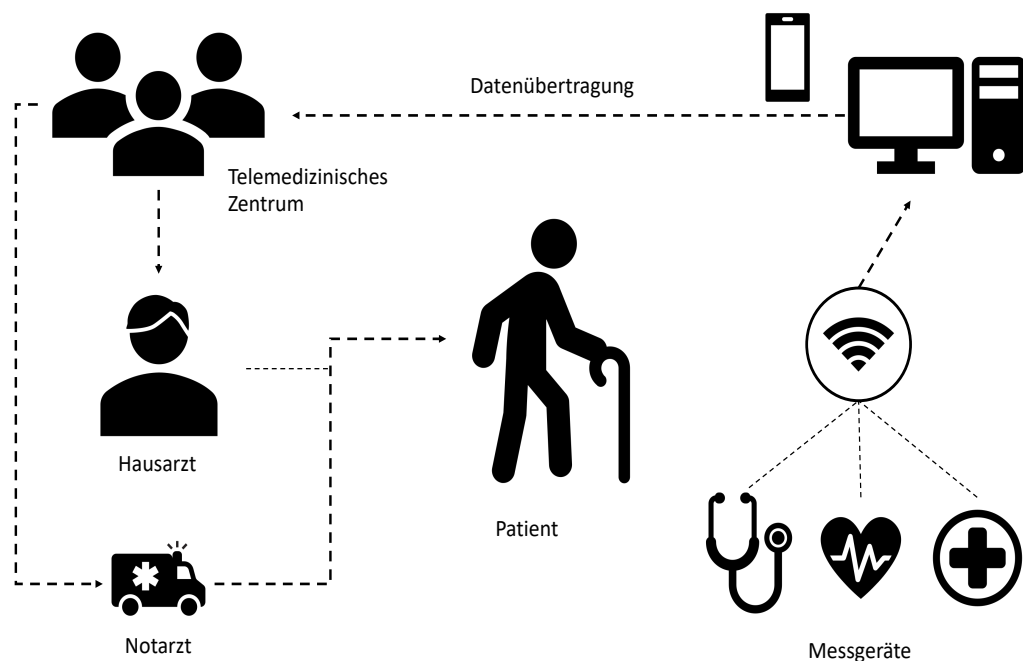 Datenübertragung
Telemedizinisches
Zentrum
Hausarzt
Patient
Notarzt
Messgeräte